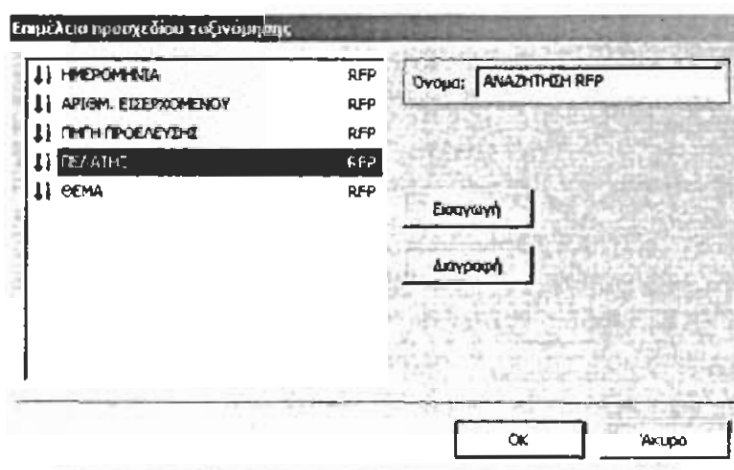 Επιμέλεια προσχεδίου ταξινόμησης
ΗΜΕΡΟΜΗΝΙΑ RFP
ΑΡΙΘΜ. ΕΙΣΕΡΧΟΜΕΝΟΥ RFP
ΠΗΓΗ ΠΡΟΕΛΕΥΣΗΣ RFP
ΠΕΛΑΤΗΣ RFP
ΘΕΜΑ RFP
Όνομα: ΑΝΑΖΗΤΗΣΗ RFP
Εισαγωγή
Διαγραφή
OK Άκυρο